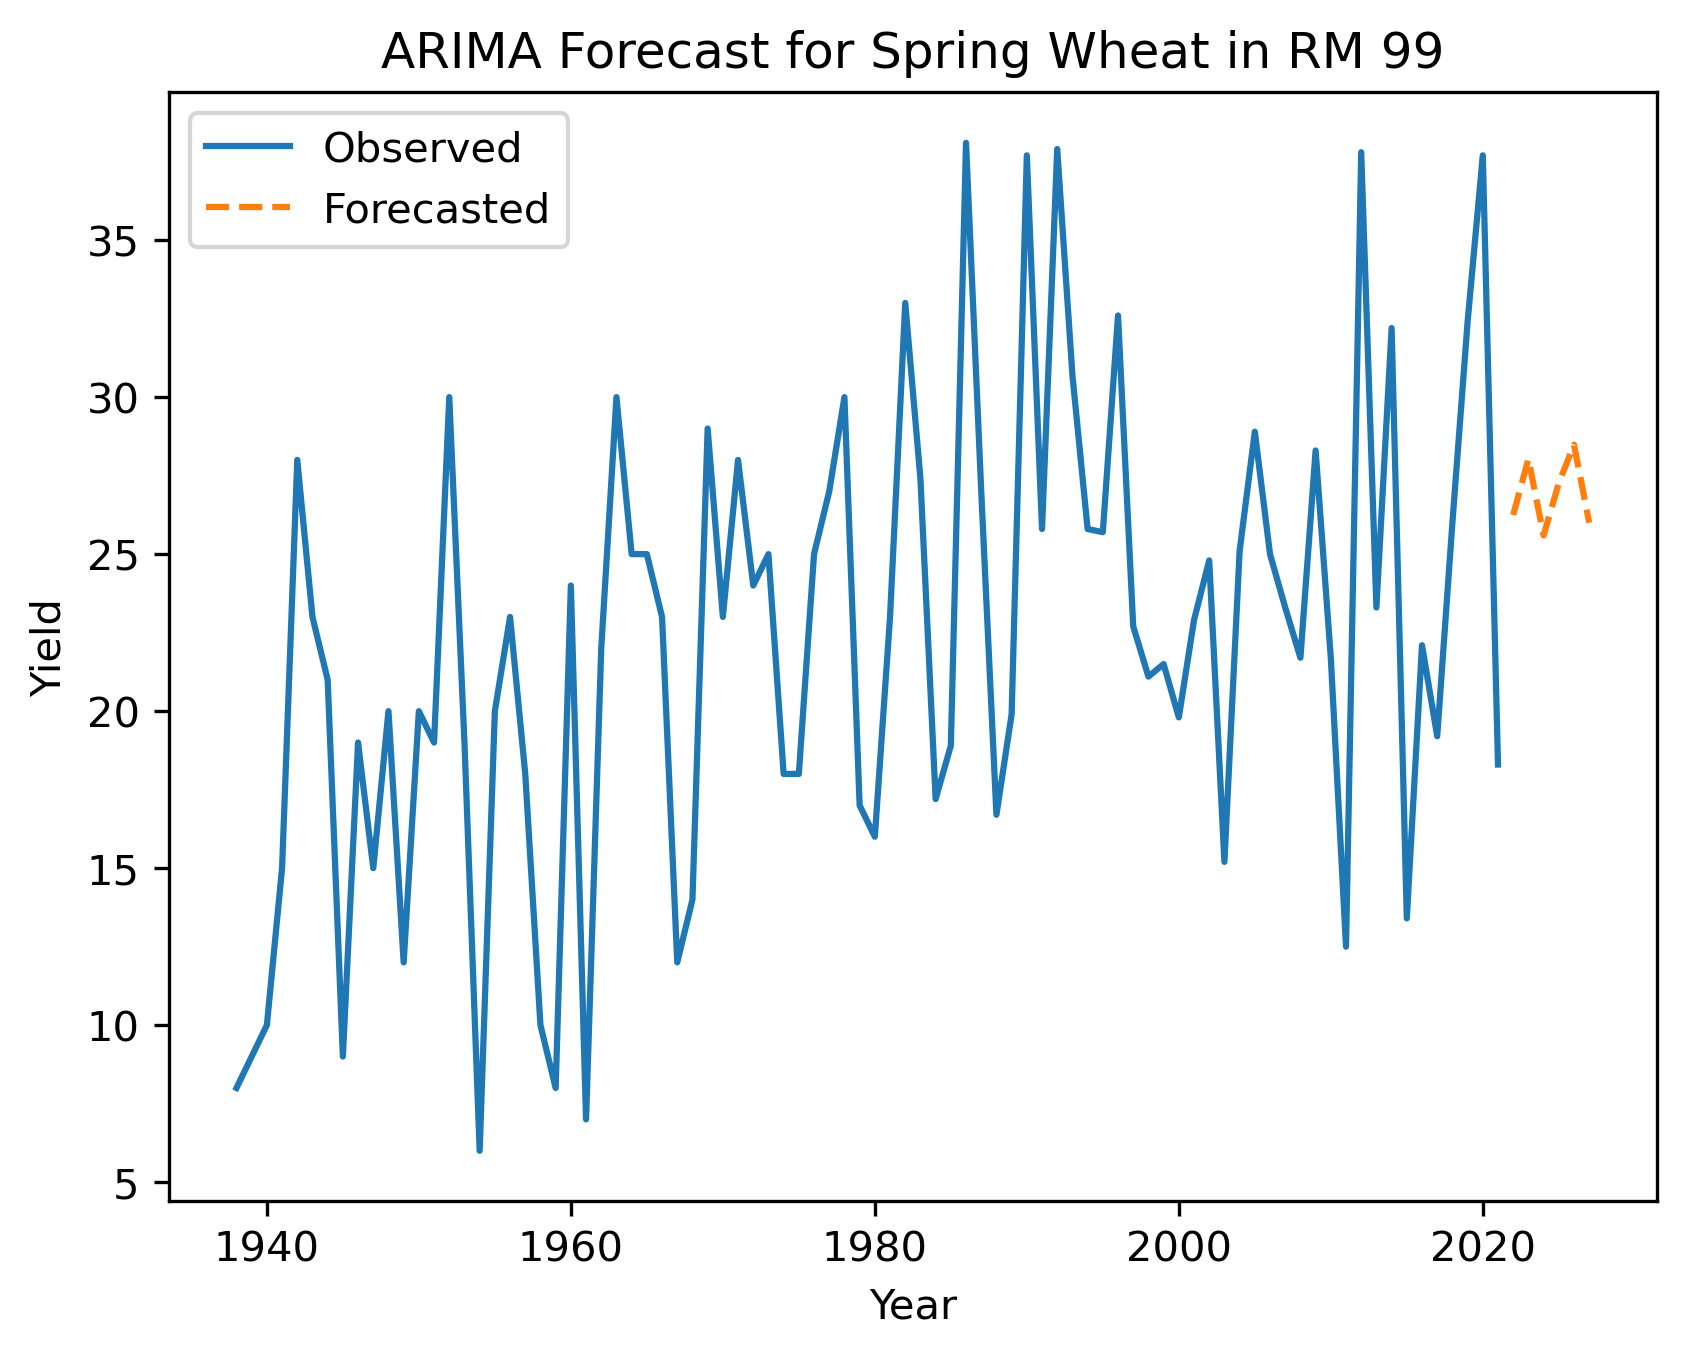 ARIMA Forecast for Spring Wheat in RM 99
Observed
Forecasted
35
30
25
20
15
10
5
Yield
1940 1960 1980 2000 2020
Year